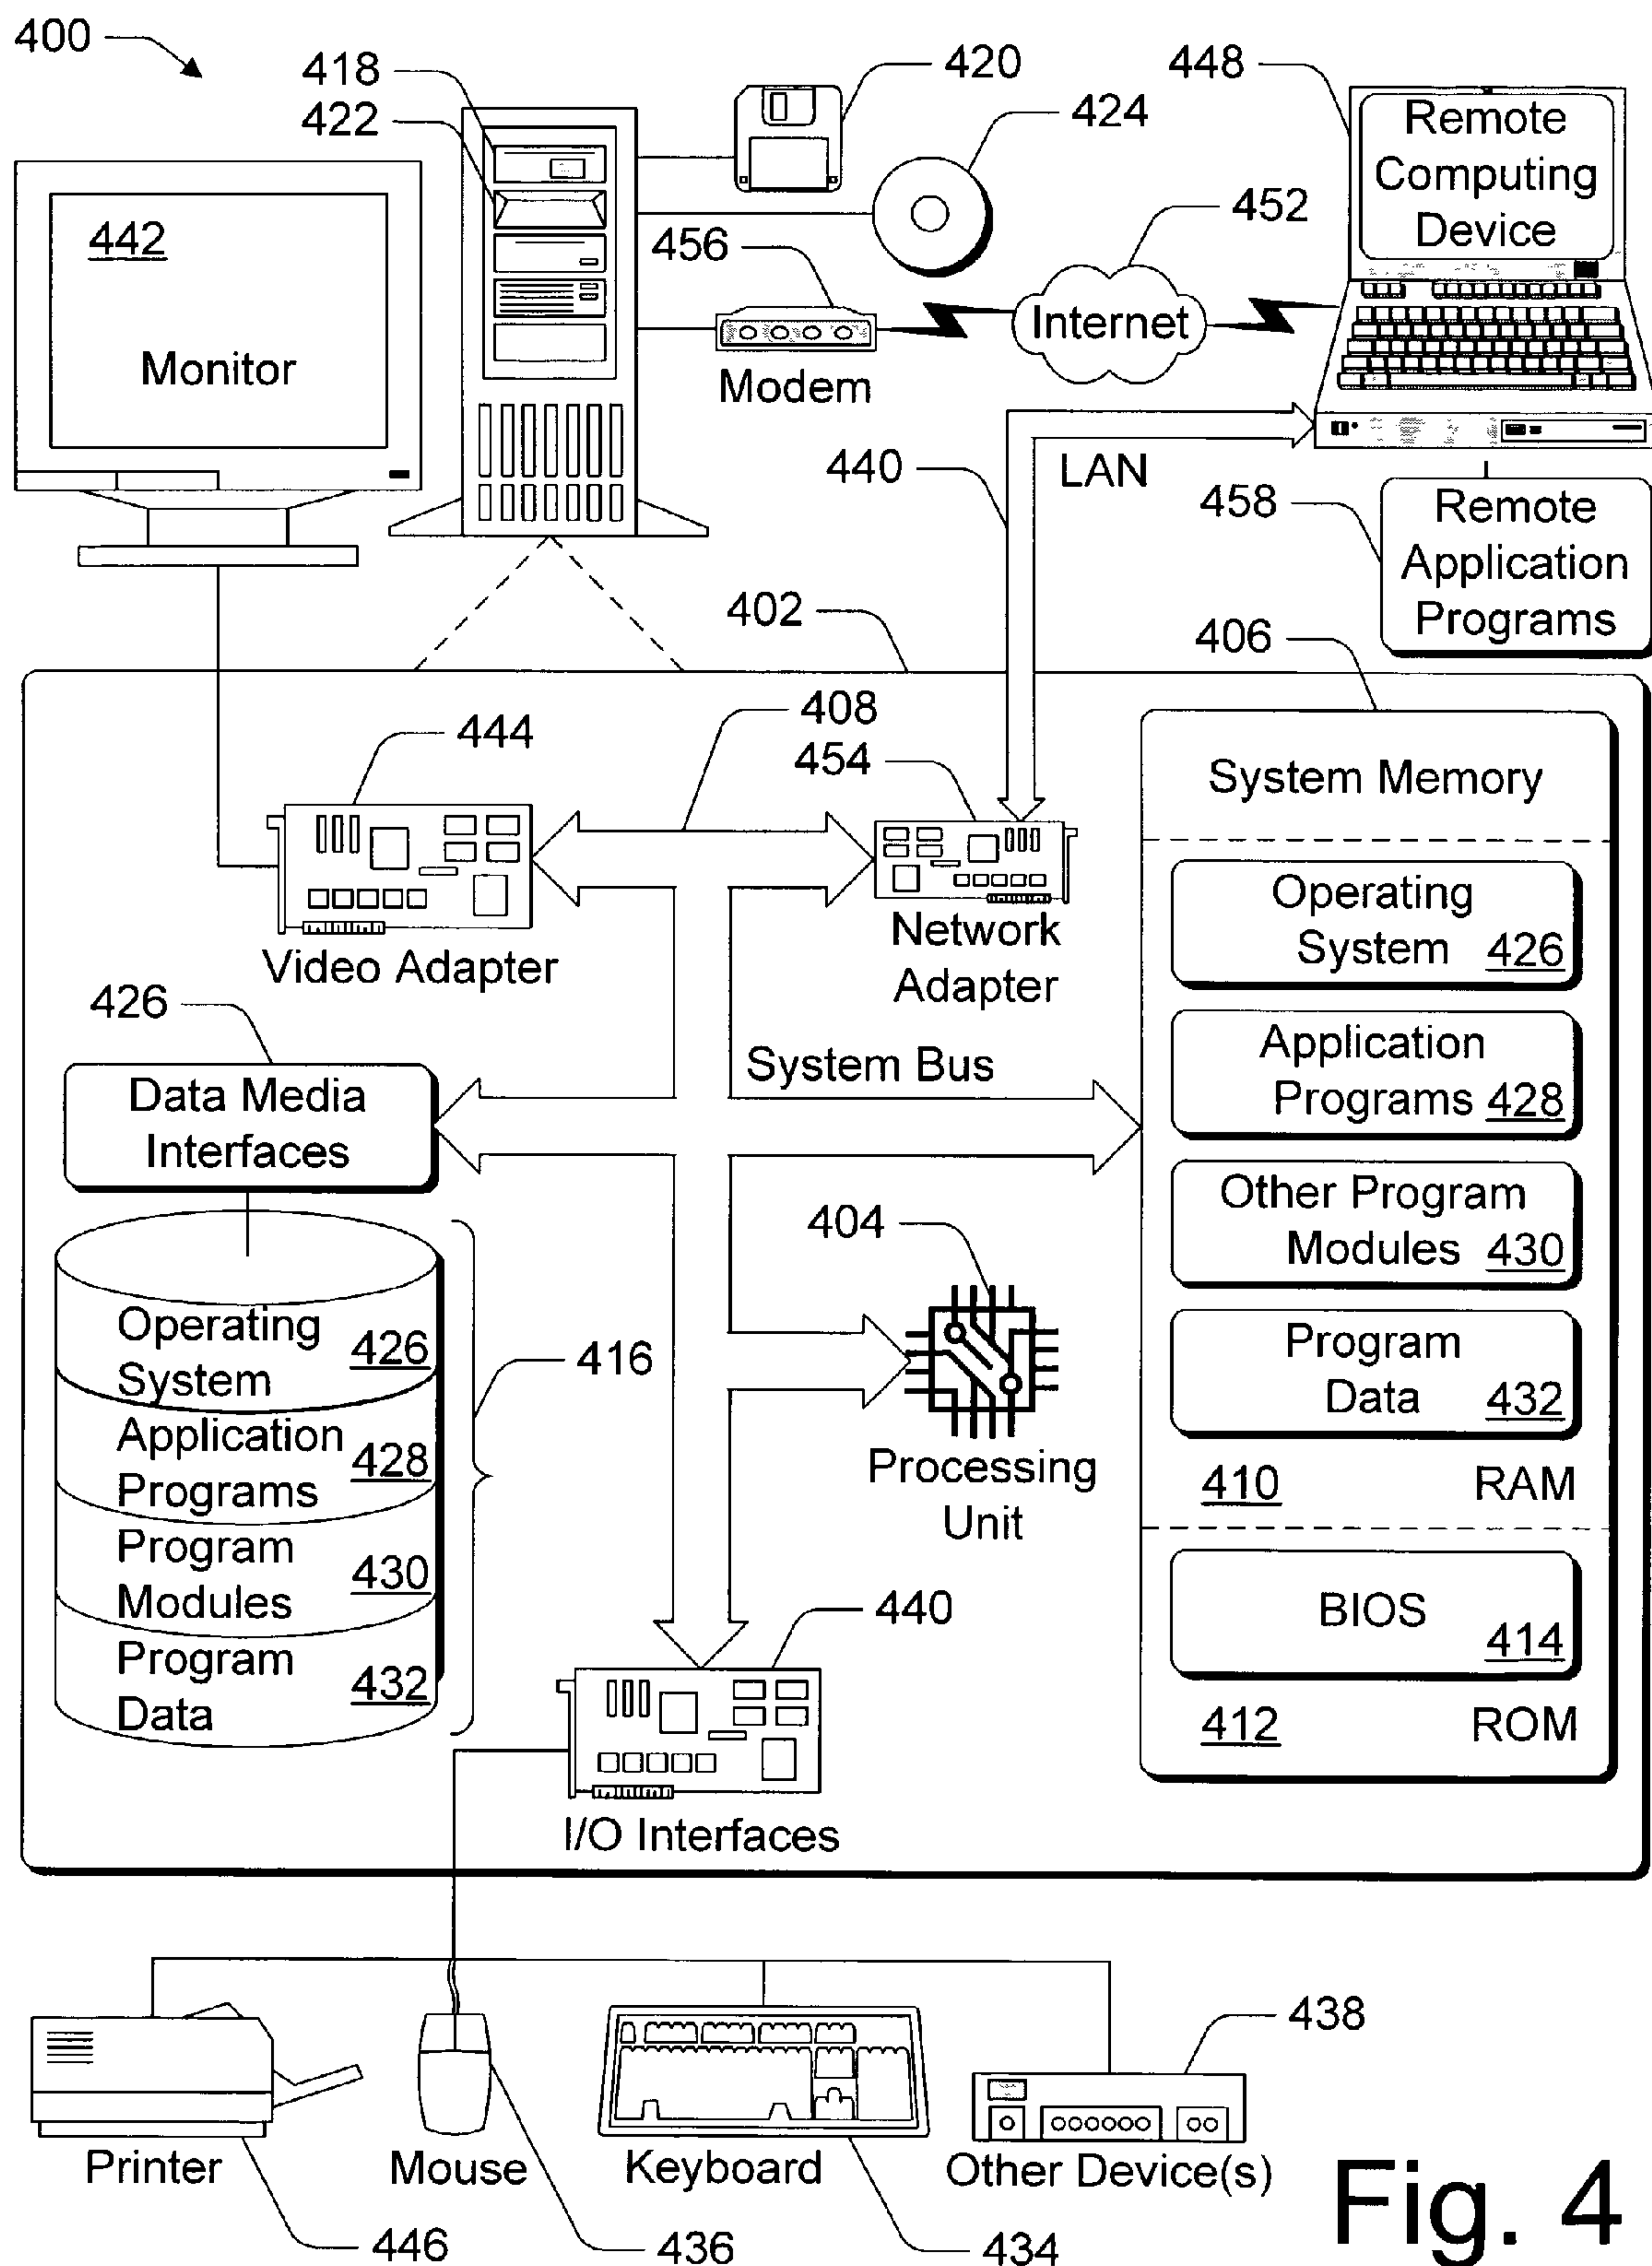 400
418
422
420
424
448
Remote
Computing
Device
442
Monitor
456
Modem
452
Internet
440
LAN
458
Remote
Application
Programs
402
406
408
444
454
Video Adapter
Network
Adapter
System Memory
Operating
System 426
Application
Programs 428
Other Program
Modules 430
Program
Data 432
410 RAM
BIOS
414
412 ROM
426
Data Media
Interfaces
System Bus
Operating
System 426
Application
Programs 428
Program
Modules 430
Program
Data 432
416
404
Processing
Unit
440
I/O Interfaces
438
Printer
Mouse
Keyboard
Other Device(s)
446
436
434
Fig. 4